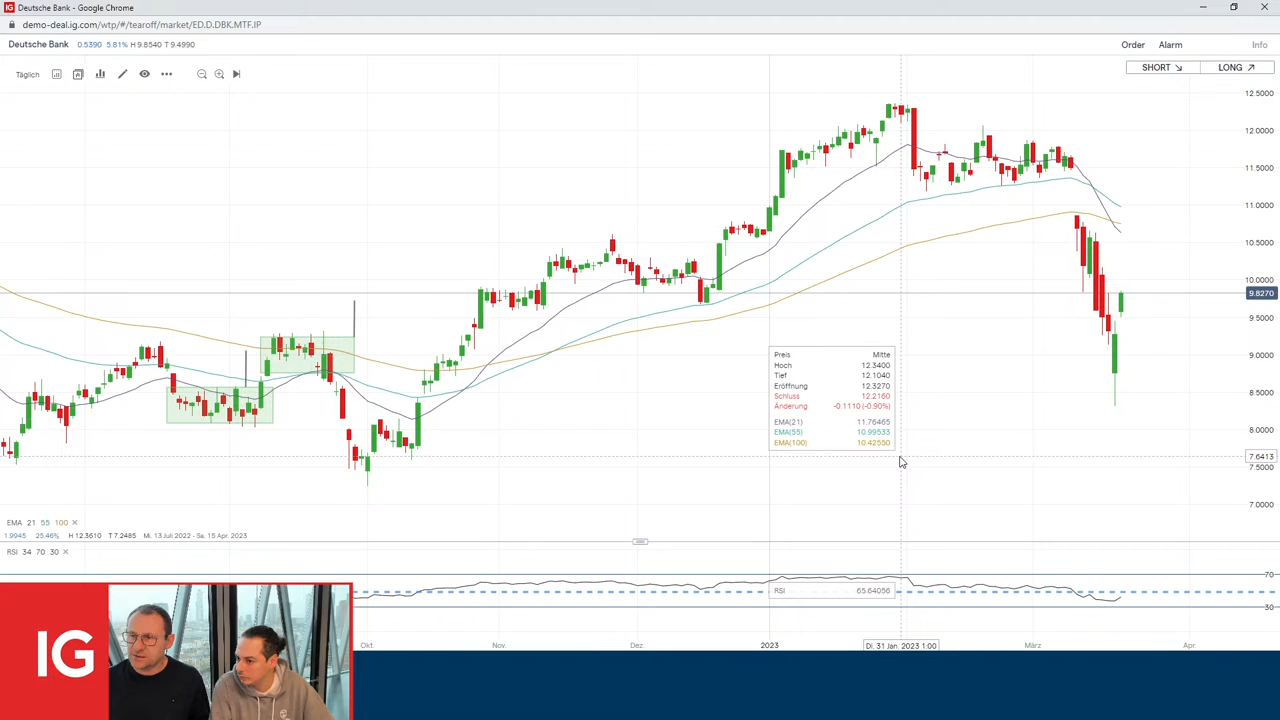 Deutsche Bank - Google Chrome
demo-deal.ig.com/wtp/#/tearoff/market/ED.D.DBK.MTF.IP
Deutsche Bank 0.5390 5.81% H 9.8540 T 9.4990 Order Alarm Info
Täglich
SHORT LONG
12.5000
12.0000
11.5000
11.0000
10.5000
10.0000
9.8270
9.5000
9.0000
8.5000
8.0000
7.6413
7.5000
7.0000
Preis Mitte
Hoch 12.3400
Tief 12.1040
Eröffnung 12.3270
Schluss 12.2160
Änderung -0.1110 (-0.90%)
EMA(21) 11.76465
EMA(55) 10.99533
EMA(100) 10.42550
EMA 21 55 100
1.9945 25.46% H 12.3610 T 7.2485 Mi. 13 Juli 2022 - Sa. 15 Apr. 2023
RSI 34 70 30
70
RSI 65.64056
30
Okt. Nov. Dez. 2023 Di. 31 Jan. 2023 1:00 März Apr.
IG